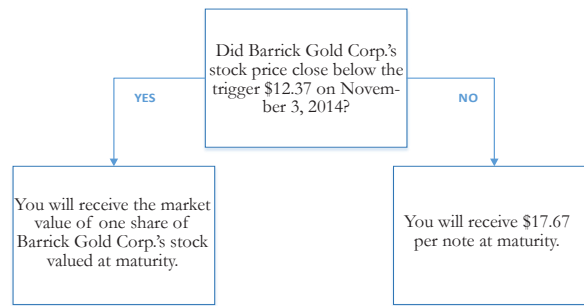 Did Barrick Gold Corp.'s
stock price close below the
trigger $12.37 on Novem-
ber 3, 2014?
YES
NO
You will receive the market
value of one share of
Barrick Gold Corp.'s stock
valued at maturity.
You will receive $17.67
per note at maturity.